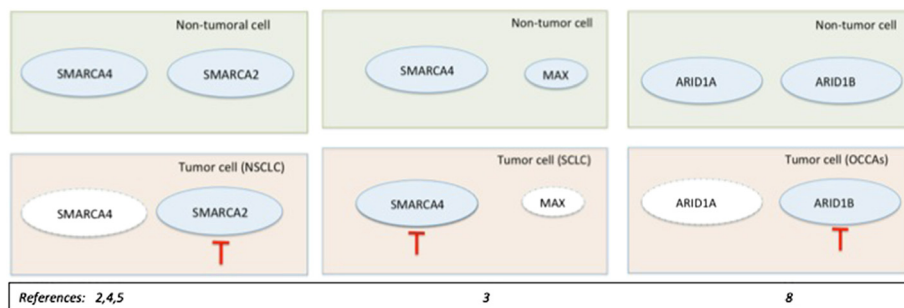 Non-tumoral cell
SMARCA4 SMARCA2
Non-tumor cell
SMARCA4 MAX
Non-tumor cell
ARID1A ARID1B
Tumor cell (NSCLC)
SMARCA4 SMARCA2
Tumor cell (SCLC)
SMARCA4 MAX
Tumor cell (OCCAs)
ARID1A ARID1B
References: 2,4,5 3 8